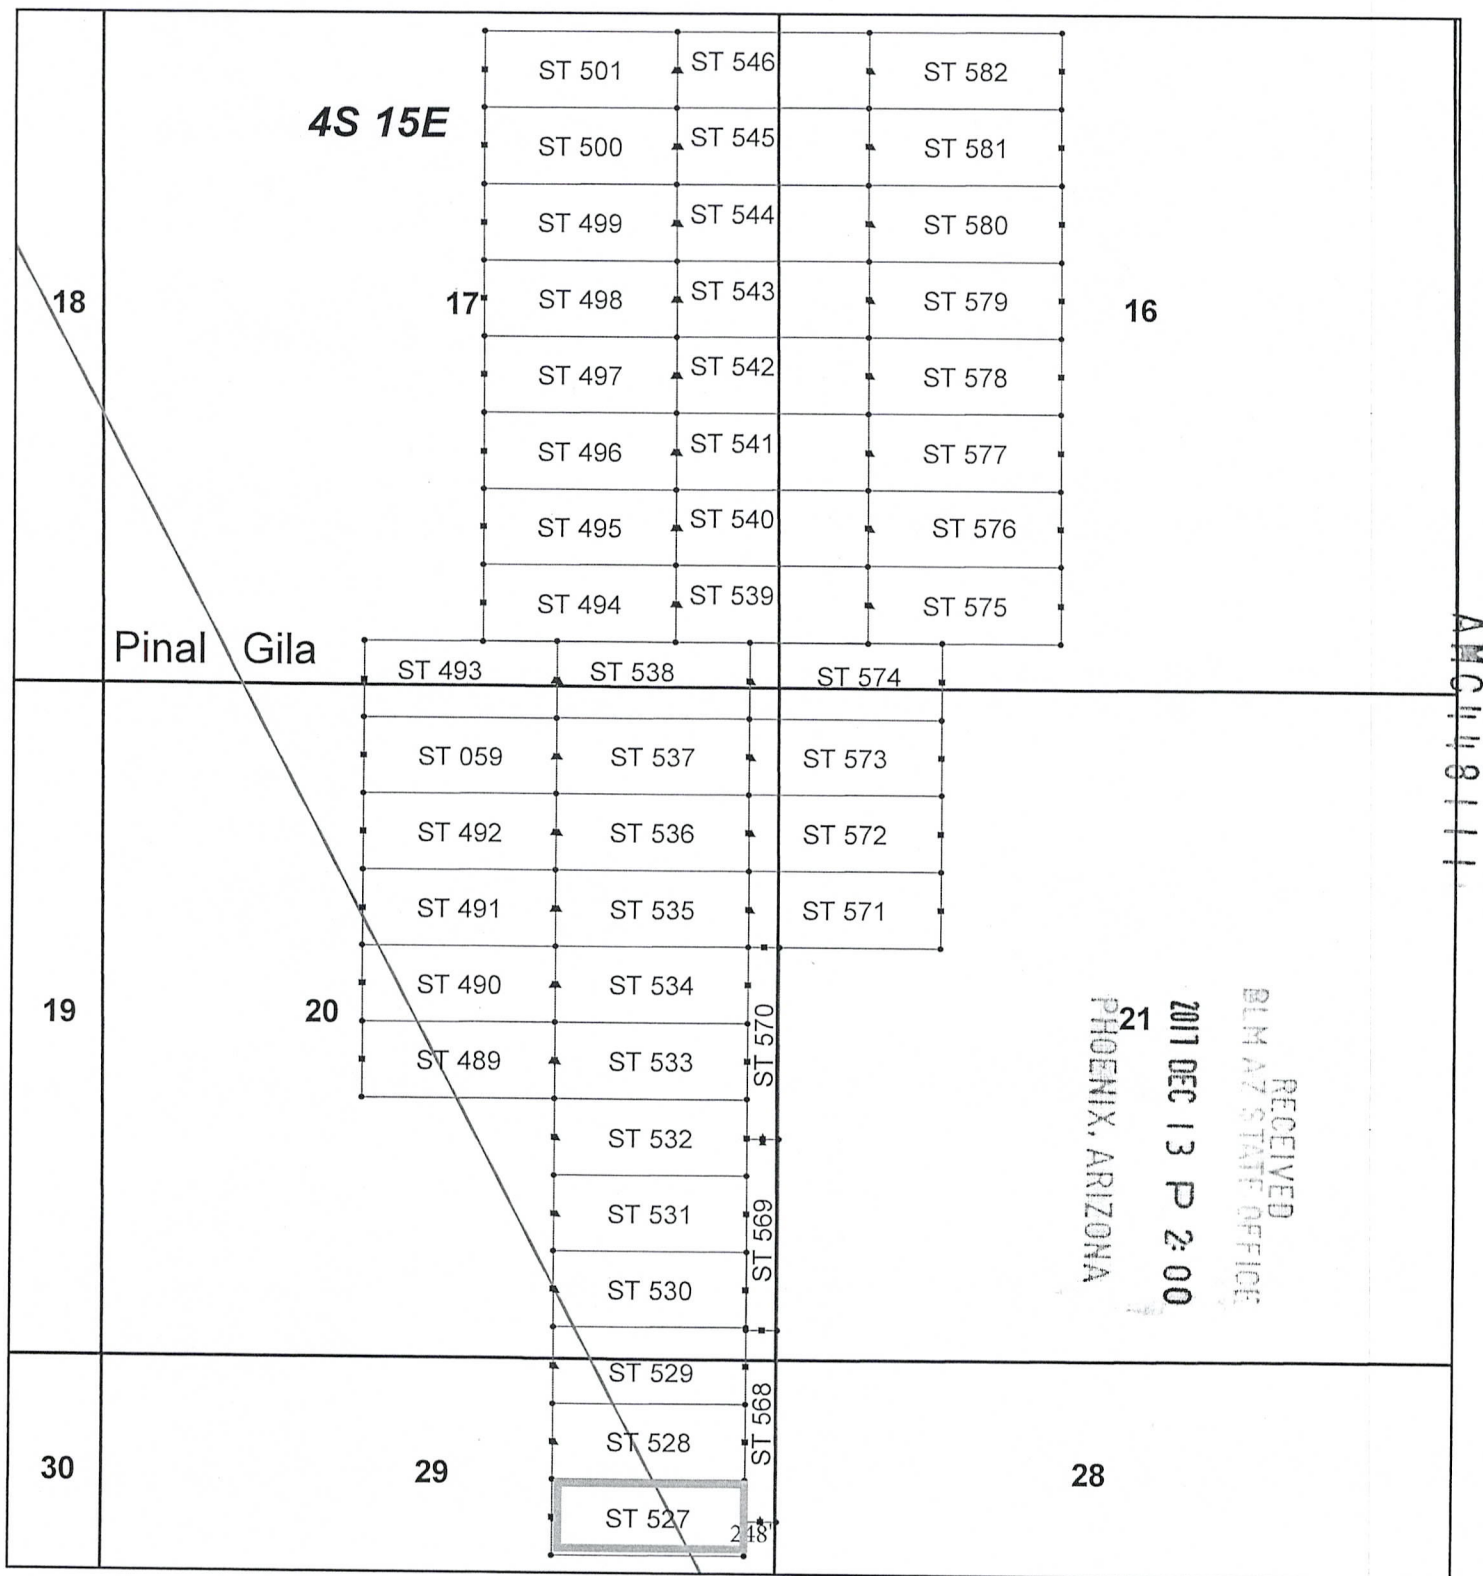 4S 15E
ST 501 ST 546 ST 582
ST 500 ST 545 ST 581
ST 499 ST 544 ST 580
18 17 ST 498 ST 543 ST 579 16
ST 497 ST 542 ST 578
ST 496 ST 541 ST 577
ST 495 ST 540 ST 576
ST 494 ST 539 ST 575
Pinal Gila
ST 493 ST 538 ST 574
ST 059 ST 537 ST 573
ST 492 ST 536 ST 572
ST 491 ST 535 ST 571
19 20 ST 490 ST 534 21
ST 570
ST 489 ST 533
ST 532
ST 531
ST 569
ST 530
ST 529
ST 568
30 29 ST 528 28
ST 527
248'
RECEIVED
BLM AZ STATE OFFICE
2017 DEC 13 P 2:00
PHOENIX, ARIZONA